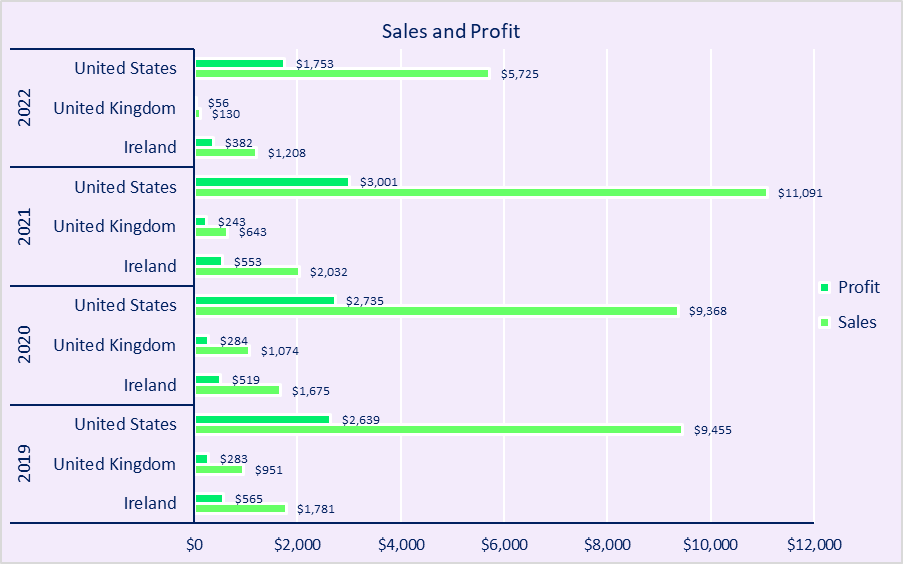 Sales and Profit
2022
United States
$1,753
$5,725
United Kingdom
$56
$130
Ireland
$382
$1,208
2021
United States
$3,001
$11,091
United Kingdom
$243
$643
Ireland
$553
$2,032
2020
United States
$2,735
$9,368
United Kingdom
$284
$1,074
Ireland
$519
$1,675
2019
United States
$2,639
$9,455
United Kingdom
$283
$951
Ireland
$565
$1,781
$0 $2,000 $4,000 $6,000 $8,000 $10,000 $12,000
Profit
Sales